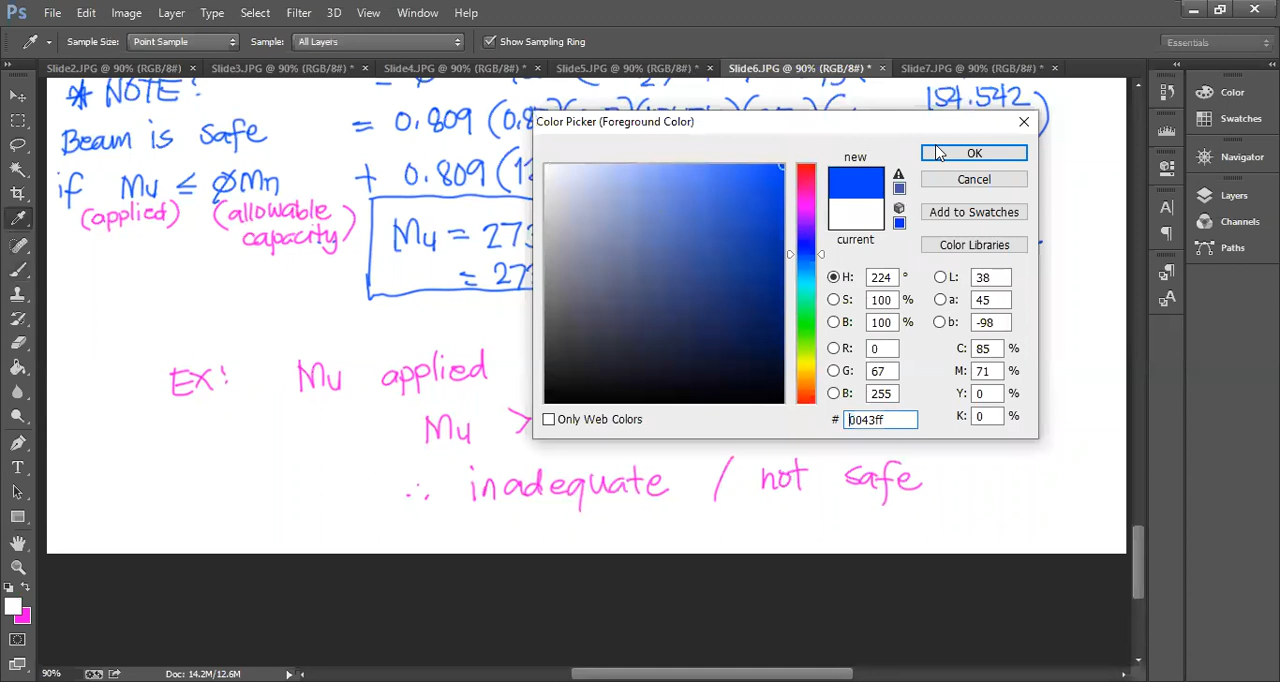 Ps File Edit Image Layer Type Select Filter 3D View Window Help
Sample Size: Point Sample Sample: All Layers Show Sampling Ring Essentials
Slide2.JPG @ 90% (RGB/8#) × Slide3.JPG @ 90% (RGB/8#) * × Slide4.JPG @ 90% (RGB/8#) * × Slide5.JPG @ 90% (RGB/8#) * × Slide6.JPG @ 90% (RGB/8#) * × Slide7.JPG @ 90% (RGB/8#) * ×
* NOTE:
154.542
Beam is safe
= 0.809 (0.8
if Mu ≤ ØMn
+ 0.809 (1
(applied) (allowable capacity)
Mu = 273
= 27
Ex: Mu applied
Mu >
∴ inadequate / not safe
Color Picker (Foreground Color)
new
current
OK
Cancel
Add to Swatches
Color Libraries
H: 224 °
S: 100 %
B: 100 %
R: 0
G: 67
B: 255
# 0043ff
L: 38
a: 45
b: -98
C: 85 %
M: 71 %
Y: 0 %
K: 0 %
Only Web Colors
Color
Swatches
Navigator
Layers
Channels
Paths
90% Doc: 14.2M/12.6M